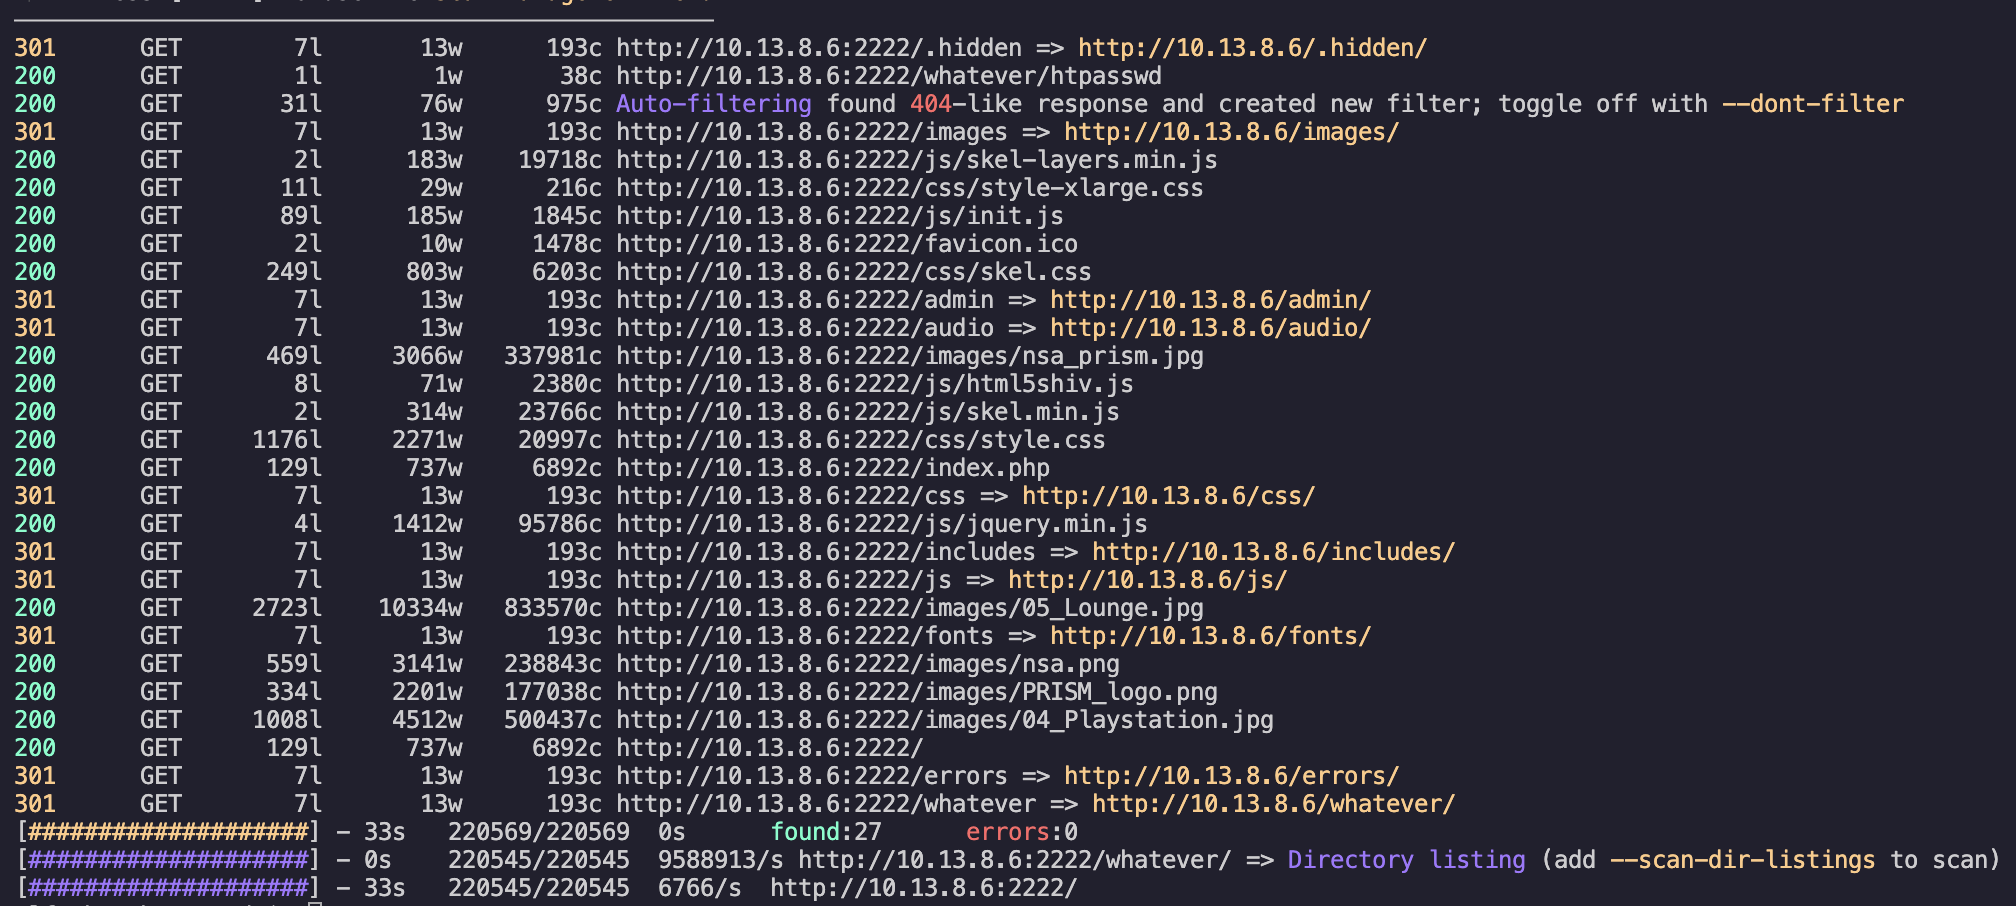 301      GET        7l       13w      193c http://10.13.8.6:2222/.hidden => http://10.13.8.6/.hidden/
200      GET        1l        1w       38c http://10.13.8.6:2222/whatever/htpasswd
200      GET       31l       76w      975c Auto-filtering found 404-like response and created new filter; toggle off with --dont-filter
301      GET        7l       13w      193c http://10.13.8.6:2222/images => http://10.13.8.6/images/
200      GET        2l      183w    19718c http://10.13.8.6:2222/js/skel-layers.min.js
200      GET       11l       29w      216c http://10.13.8.6:2222/css/style-xlarge.css
200      GET       89l      185w     1845c http://10.13.8.6:2222/js/init.js
200      GET        2l       10w     1478c http://10.13.8.6:2222/favicon.ico
200      GET      249l      803w     6203c http://10.13.8.6:2222/css/skel.css
301      GET        7l       13w      193c http://10.13.8.6:2222/admin => http://10.13.8.6/admin/
301      GET        7l       13w      193c http://10.13.8.6:2222/audio => http://10.13.8.6/audio/
200      GET      469l     3066w   337981c http://10.13.8.6:2222/images/nsa_prism.jpg
200      GET        8l       71w     2380c http://10.13.8.6:2222/js/html5shiv.js
200      GET        2l      314w    23766c http://10.13.8.6:2222/js/skel.min.js
200      GET     1176l     2271w    20997c http://10.13.8.6:2222/css/style.css
200      GET      129l      737w     6892c http://10.13.8.6:2222/index.php
301      GET        7l       13w      193c http://10.13.8.6:2222/css => http://10.13.8.6/css/
200      GET        4l     1412w    95786c http://10.13.8.6:2222/js/jquery.min.js
301      GET        7l       13w      193c http://10.13.8.6:2222/includes => http://10.13.8.6/includes/
301      GET        7l       13w      193c http://10.13.8.6:2222/js => http://10.13.8.6/js/
200      GET     2723l    10334w   833570c http://10.13.8.6:2222/images/05_Lounge.jpg
301      GET        7l       13w      193c http://10.13.8.6:2222/fonts => http://10.13.8.6/fonts/
200      GET      559l     3141w   238843c http://10.13.8.6:2222/images/nsa.png
200      GET      334l     2201w   177038c http://10.13.8.6:2222/images/PRISM_logo.png
200      GET     1008l     4512w   500437c http://10.13.8.6:2222/images/04_Playstation.jpg
200      GET      129l      737w     6892c http://10.13.8.6:2222/
301      GET        7l       13w      193c http://10.13.8.6:2222/errors => http://10.13.8.6/errors/
301      GET        7l       13w      193c http://10.13.8.6:2222/whatever => http://10.13.8.6/whatever/
[####################] - 33s   220569/220569  0s      found:27      errors:0
[####################] - 0s    220545/220545  9588913/s http://10.13.8.6:2222/whatever/ => Directory listing (add --scan-dir-listings to scan)
[####################] - 33s   220545/220545  6766/s  http://10.13.8.6:2222/